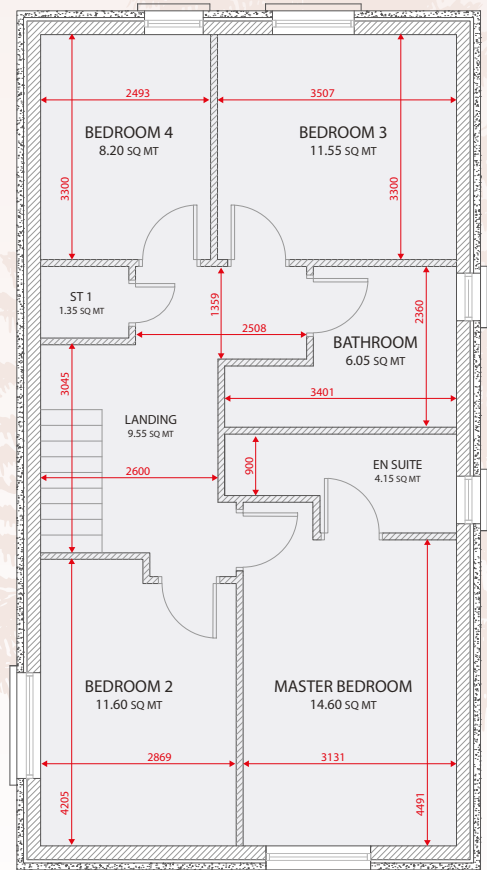 2493
3507
BEDROOM 4
8.20 SQ MT
BEDROOM 3
11.55 SQ MT
3300
3300
ST 1
1.35 SQ MT
1359
2508
2360
BATHROOM
6.05 SQ MT
3045
3401
LANDING
9.55 SQ MT
2600
900
EN SUITE
4.15 SQ MT
BEDROOM 2
11.60 SQ MT
MASTER BEDROOM
14.60 SQ MT
2869
3131
4205
4491